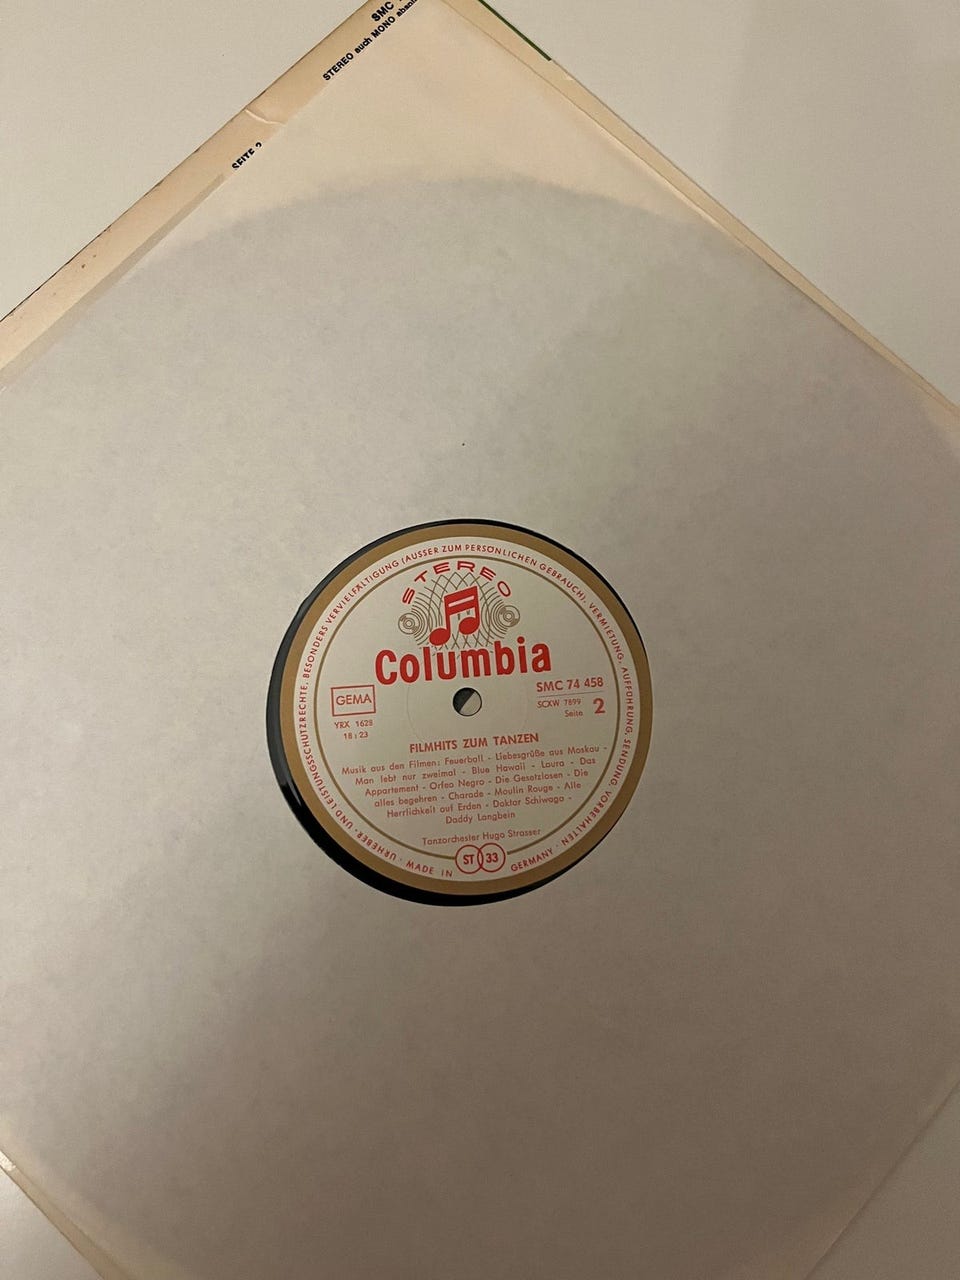 SMC
STEREO auch MONO
SEITE 2
URHEBER- UND LEISTUNGSSCHUTZRECHTE, BESONDERS VERVIELFÄLTIGUNG (AUSSER ZUM PERSÖNLICHEN GEBRAUCH), VERMIETUNG, AUFFÜHRUNG, SENDUNG, VORBEHALTEN
STEREO
Columbia
GEMA
SMC 74 458
YRX 1628
SCXW 7899
18:23
Seite 2
FILMHITS ZUM TANZEN
Musik aus den Filmen: Feuerball - Liebesgrüße aus Moskau -
Man lebt nur zweimal - Blue Hawaii - Laura - Das
Appartement - Orfeo Negro - Die Gesetzlosen - Die
alles begehren - Charade - Moulin Rouge - Alle
Herrlichkeit auf Erden - Doktor Schiwago -
Daddy Langbein
Tanzorchester Hugo Strasser
ST 33
MADE IN GERMANY